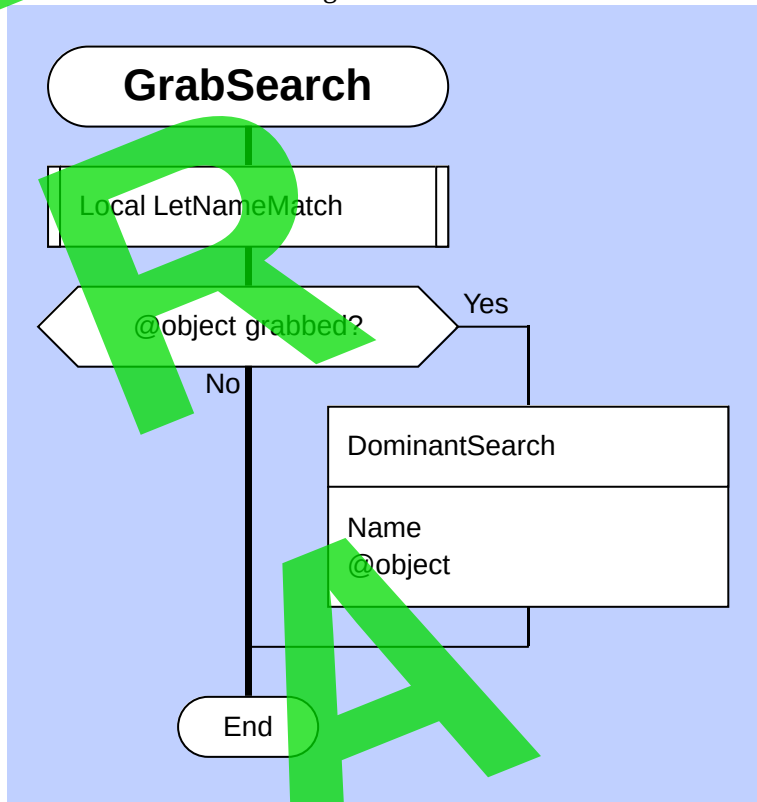 GrabSearch
Local LetNameMatch
@object grabbed?
Yes
No
DominantSearch
Name
@object
End
R
A